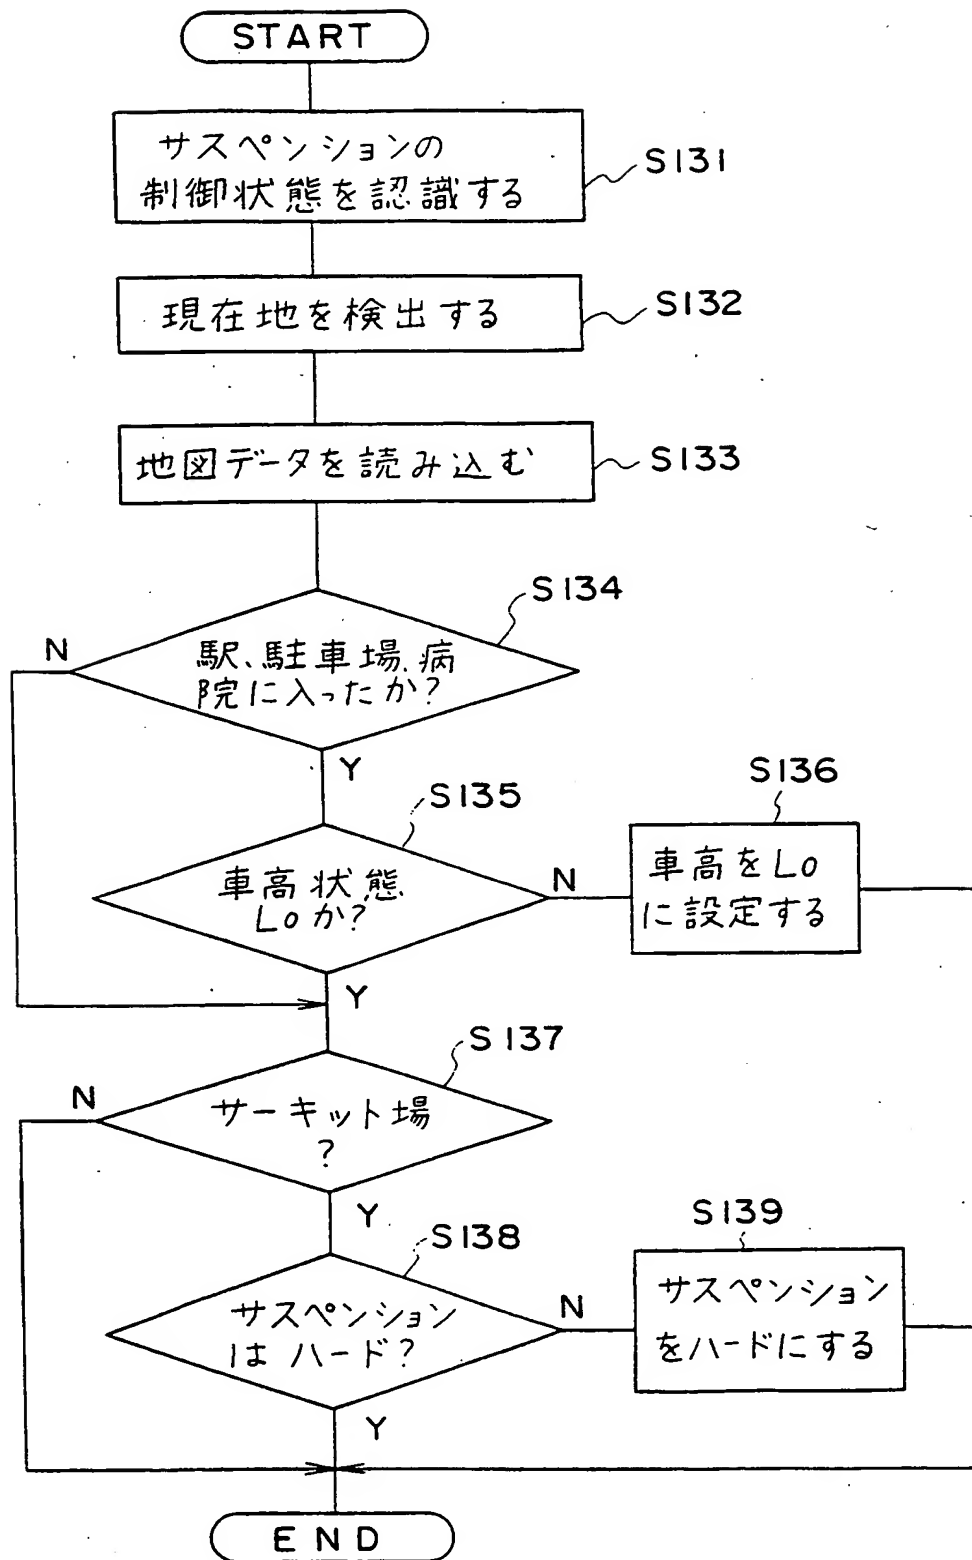 START
サスペンションの
制御状態を認識する
S131
現在地を検出する
S132
地図データを読み込む
S133
S134
N
駅、駐車場、病
院に入ったか?
Y
S135
S136
車高状態
Loか?
N
車高をLo
に設定する
Y
S137
N
サーキット場
?
Y
S138
S139
サスペンション
は ハード?
N
サスペンション
をハードにする
Y
END